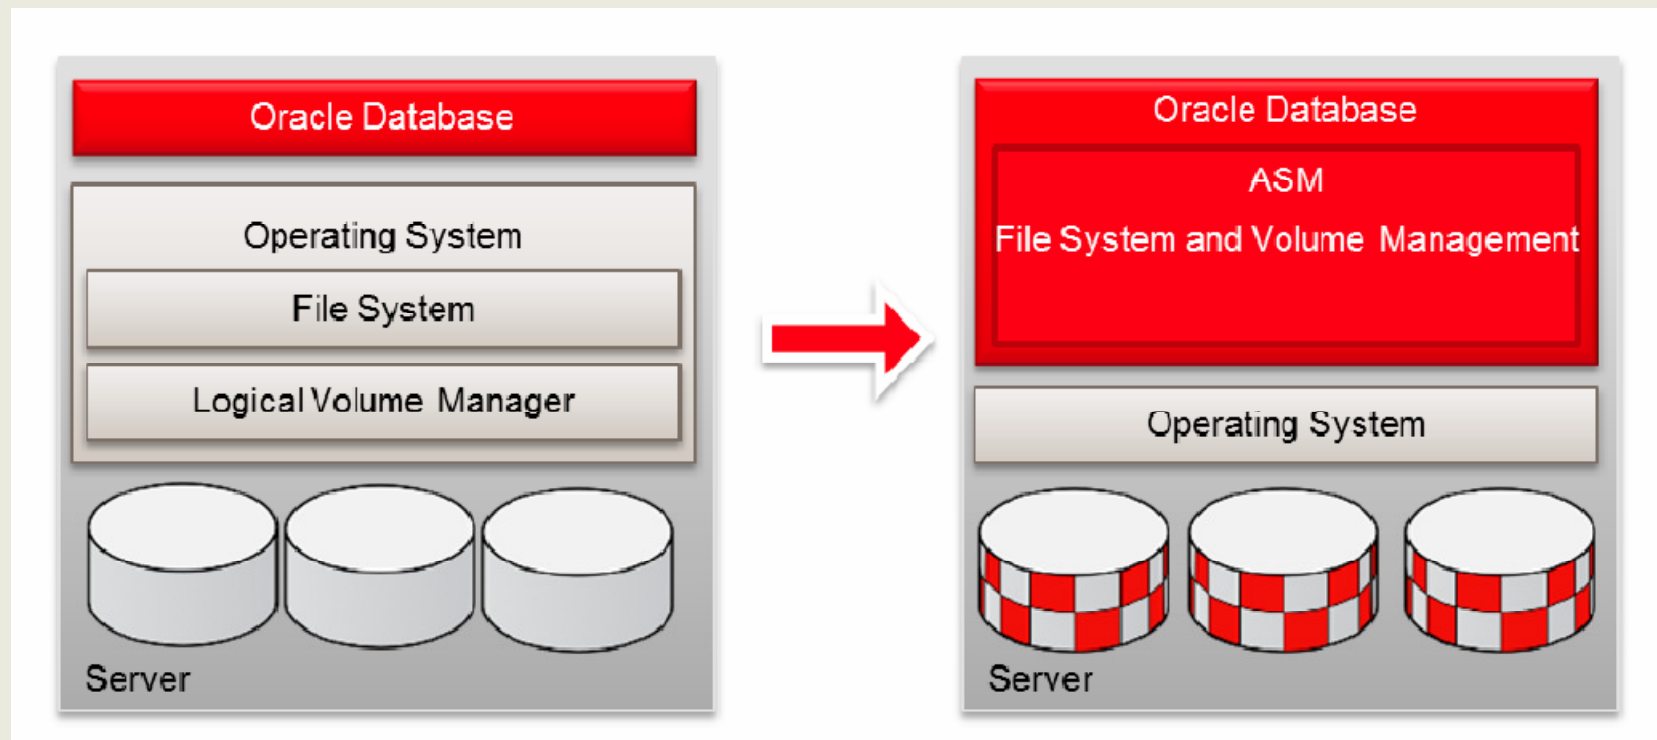 Oracle Database
Operating System
File System
Logical Volume Manager
Server
Oracle Database
ASM
File System and Volume Management
Operating System
Server